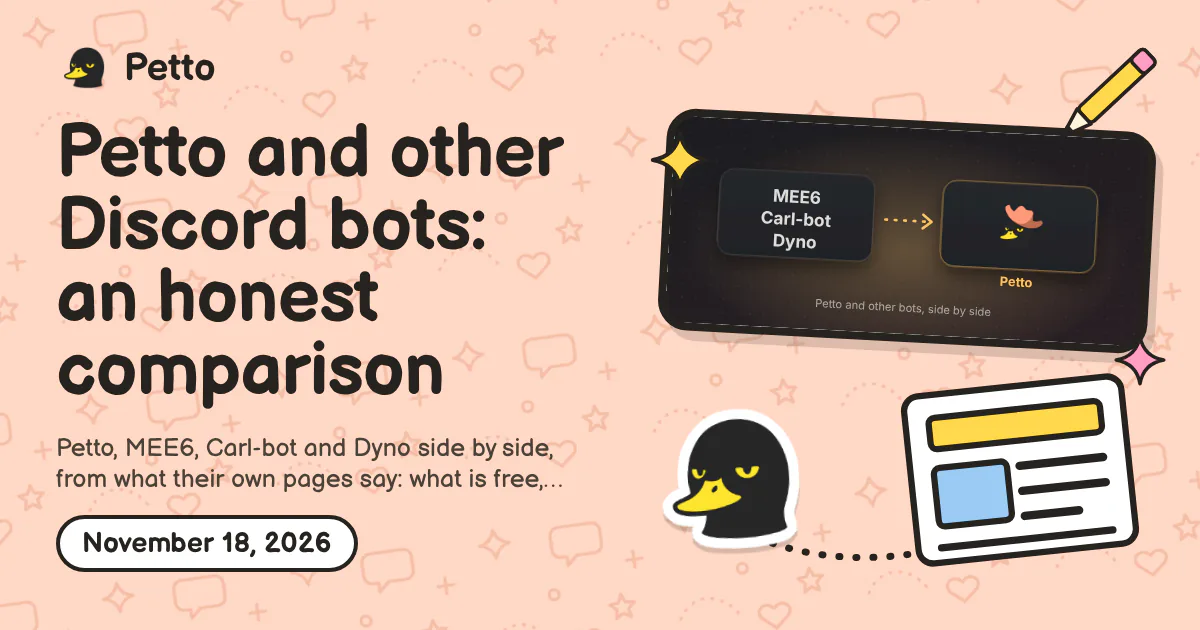 Petto
Petto and other
Discord bots:
an honest
comparison
Petto, MEE6, Carl-bot and Dyno side by side,
from what their own pages say: what is free,...
November 18, 2026
MEE6
Carl-bot
Dyno
Petto
Petto and other bots, side by side